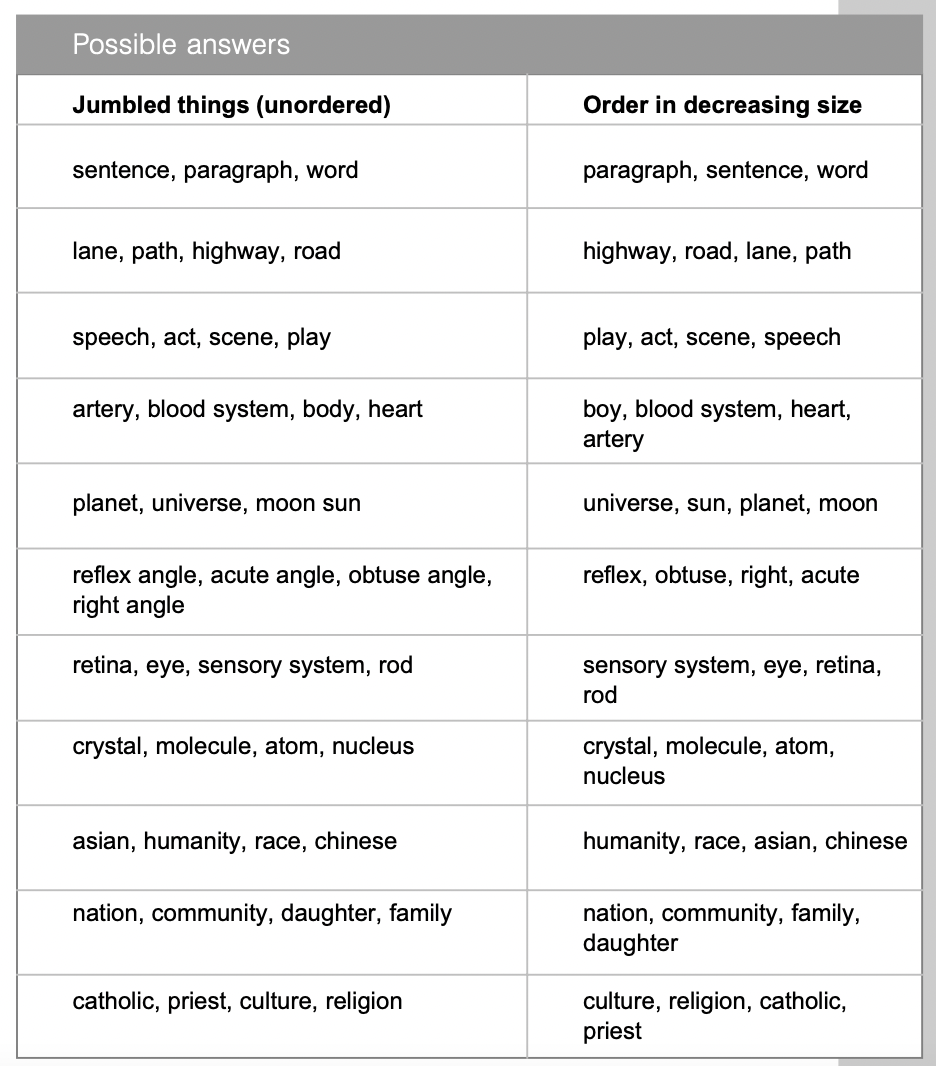 Possible answers
Jumbled things (unordered)
Order in decreasing size
sentence, paragraph, word
paragraph, sentence, word
lane, path, highway, road
highway, road, lane, path
speech, act, scene, play
play, act, scene, speech
artery, blood system, body, heart
boy, blood system, heart,
artery
planet, universe, moon sun
universe, sun, planet, moon
reflex angle, acute angle, obtuse angle,
right angle
reflex, obtuse, right, acute
retina, eye, sensory system, rod
sensory system, eye, retina,
rod
crystal, molecule, atom, nucleus
crystal, molecule, atom,
nucleus
asian, humanity, race, chinese
humanity, race, asian, chinese
nation, community, daughter, family
nation, community, family,
daughter
catholic, priest, culture, religion
culture, religion, catholic,
priest